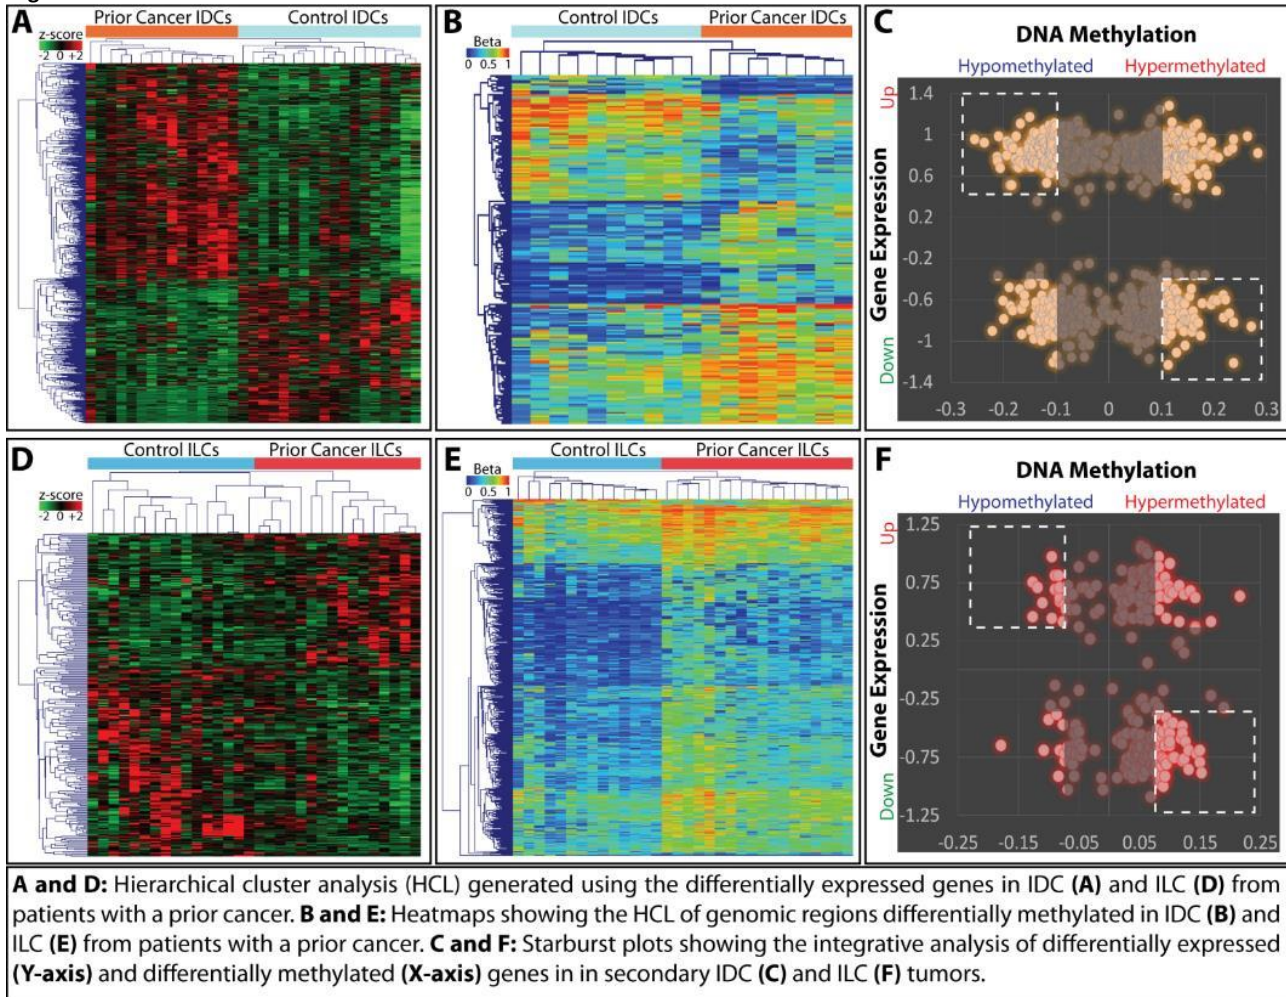 A
Prior Cancer IDCs
Control IDCs
z-score
-2 0 +2
B
Control IDCs
Prior Cancer IDCs
Beta
0 0.5 1
C
DNA Methylation
Hypomethylated
Hypermethylated
Up
Gene Expression
Down
1.4
1
0.6
0.2
-0.2
-0.6
-1
-1.4
-0.3 -0.2 -0.1 0 0.1 0.2 0.3
D
Control ILCs
Prior Cancer ILCs
z-score
-2 0 +2
E
Control ILCs
Prior Cancer ILCs
Beta
0 0.5 1
F
DNA Methylation
Hypomethylated
Hypermethylated
Up
Gene Expression
Down
1.25
0.75
0.25
-0.25
-0.75
-1.25
-0.25 -0.15 -0.05 0.05 0.15 0.25
A and D: Hierarchical cluster analysis (HCL) generated using the differentially expressed genes in IDC (A) and ILC (D) from
patients with a prior cancer. B and E: Heatmaps showing the HCL of genomic regions differentially methylated in IDC (B) and
ILC (E) from patients with a prior cancer. C and F: Starburst plots showing the integrative analysis of differentially expressed
(Y-axis) and differentially methylated (X-axis) genes in in secondary IDC (C) and ILC (F) tumors.